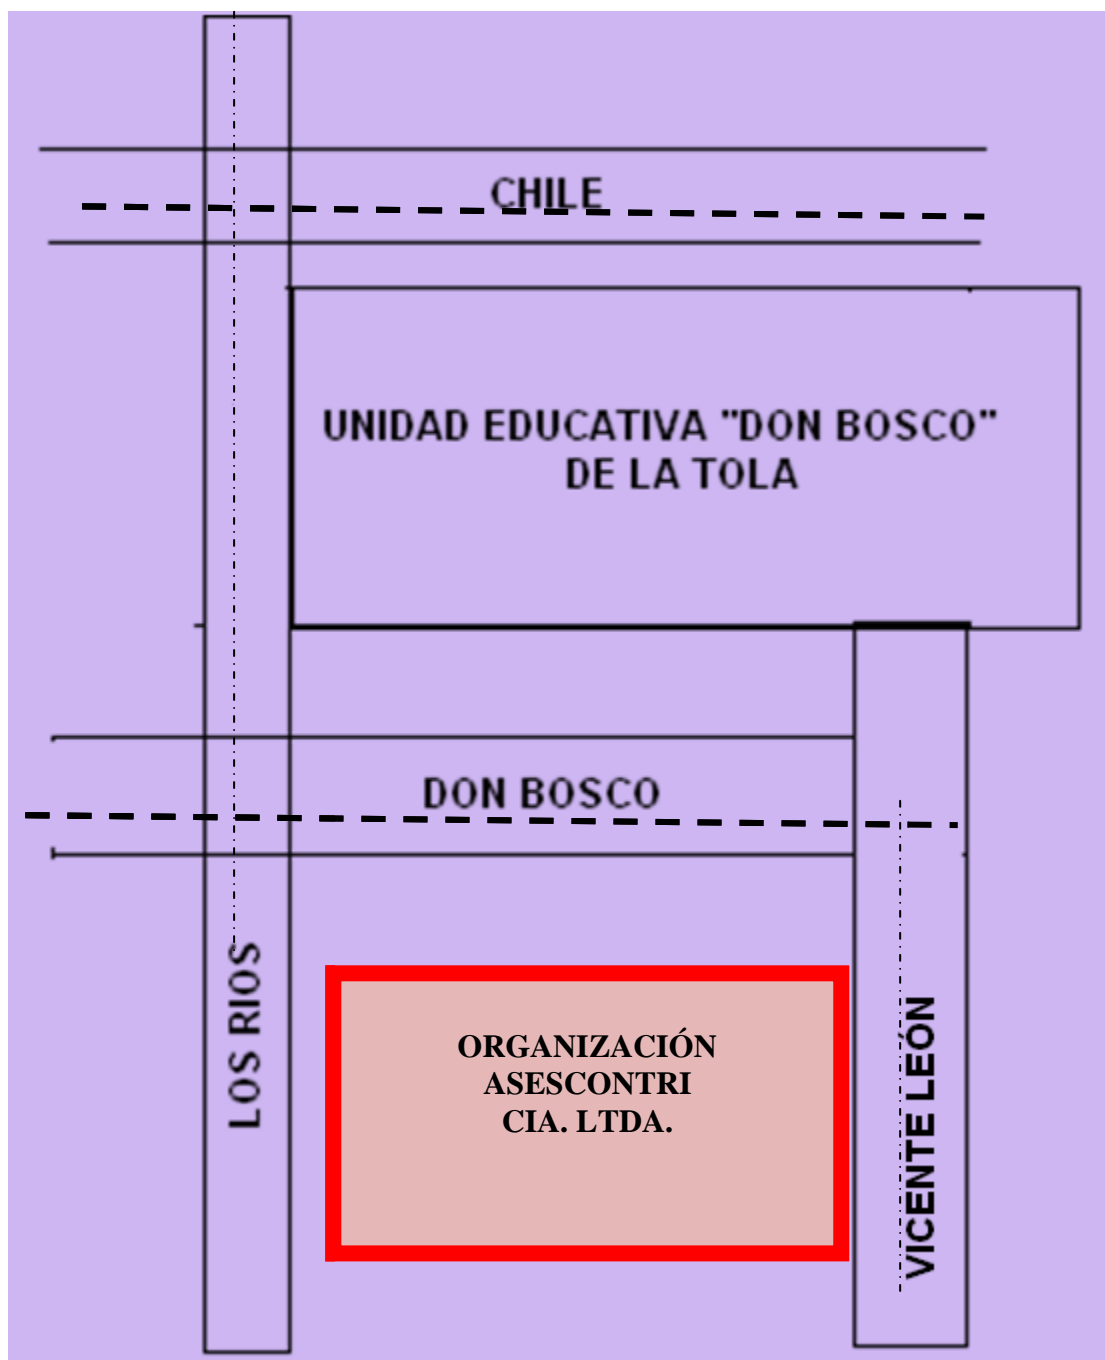 CHILE
UNIDAD EDUCATIVA "DON BOSCO"
DE LA TOLA
DON BOSCO
LOS RIOS
ORGANIZACIÓN
ASESCONTRI
CIA. LTDA.
VICENTE LEÓN